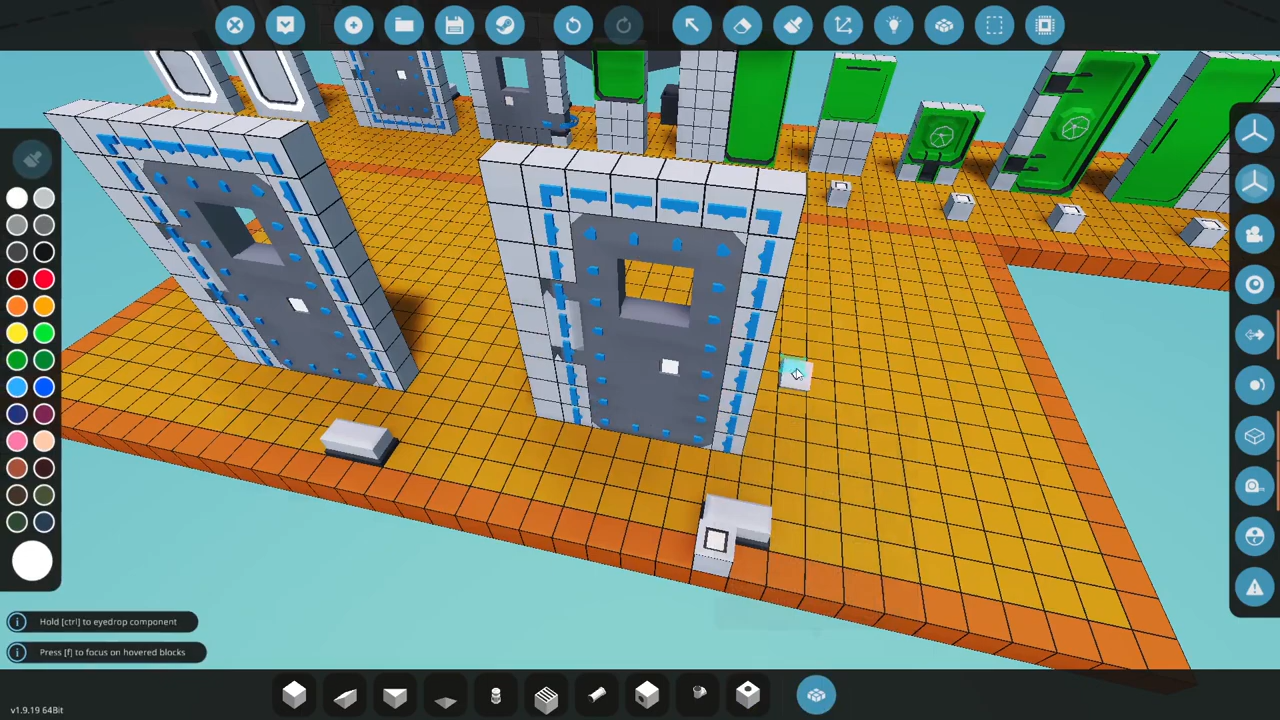 Hold [ctrl] to eyedrop component
Press [f] to focus on hovered blocks
v1.9.19 64Bit